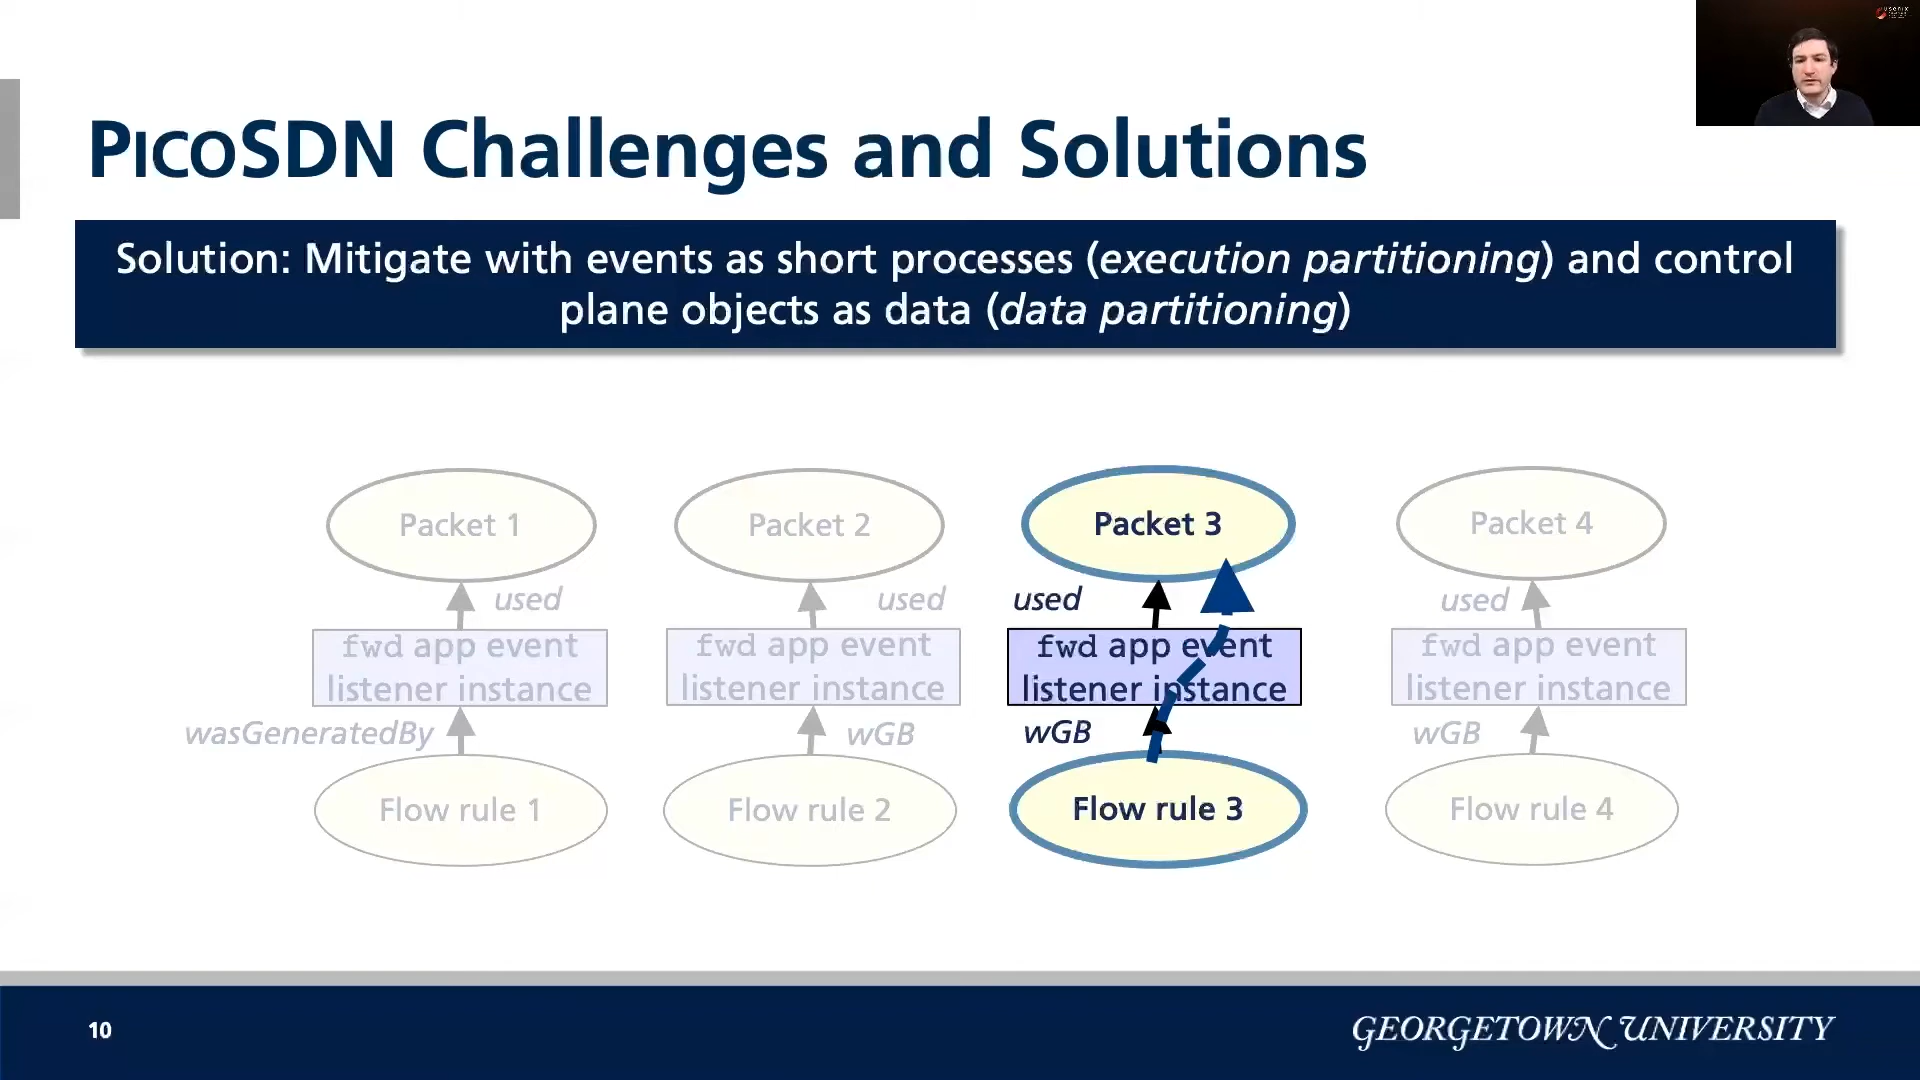 PICOSDN Challenges and Solutions
Solution: Mitigate with events as short processes (execution partitioning) and control
plane objects as data (data partitioning)
Packet 1
Packet 2
Packet 3
Packet 4
used
used
used
used
fwd app event
listener instance
fwd app event
listener instance
fwd app event
listener instance
fwd app event
listener instance
wasGeneratedBy
wGB
wGB
wGB
Flow rule 1
Flow rule 2
Flow rule 3
Flow rule 4
10
GEORGETOWN UNIVERSITY